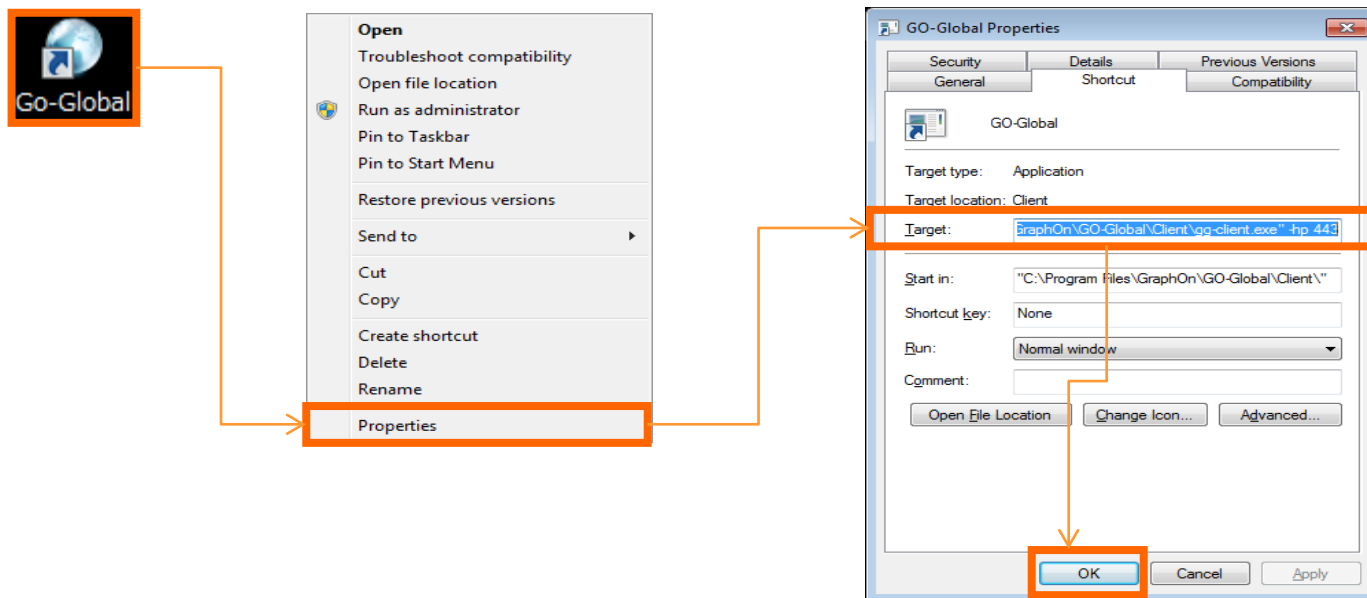 Go-Global
Open
Troubleshoot compatibility
Open file location
Run as administrator
Pin to Taskbar
Pin to Start Menu
Restore previous versions
Send to
Cut
Copy
Create shortcut
Delete
Rename
Properties
GO-Global Properties
Security Details Previous Versions
General Shortcut Compatibility
GO-Global
Target type: Application
Target location: Client
Target: GraphOn\GO-Global\Client\gg-client.exe" -hp 443
Start in: "C:\Program Files\GraphOn\GO-Global\Client\"
Shortcut key: None
Run: Normal window
Comment:
Open File Location Change Icon... Advanced...
OK Cancel Apply